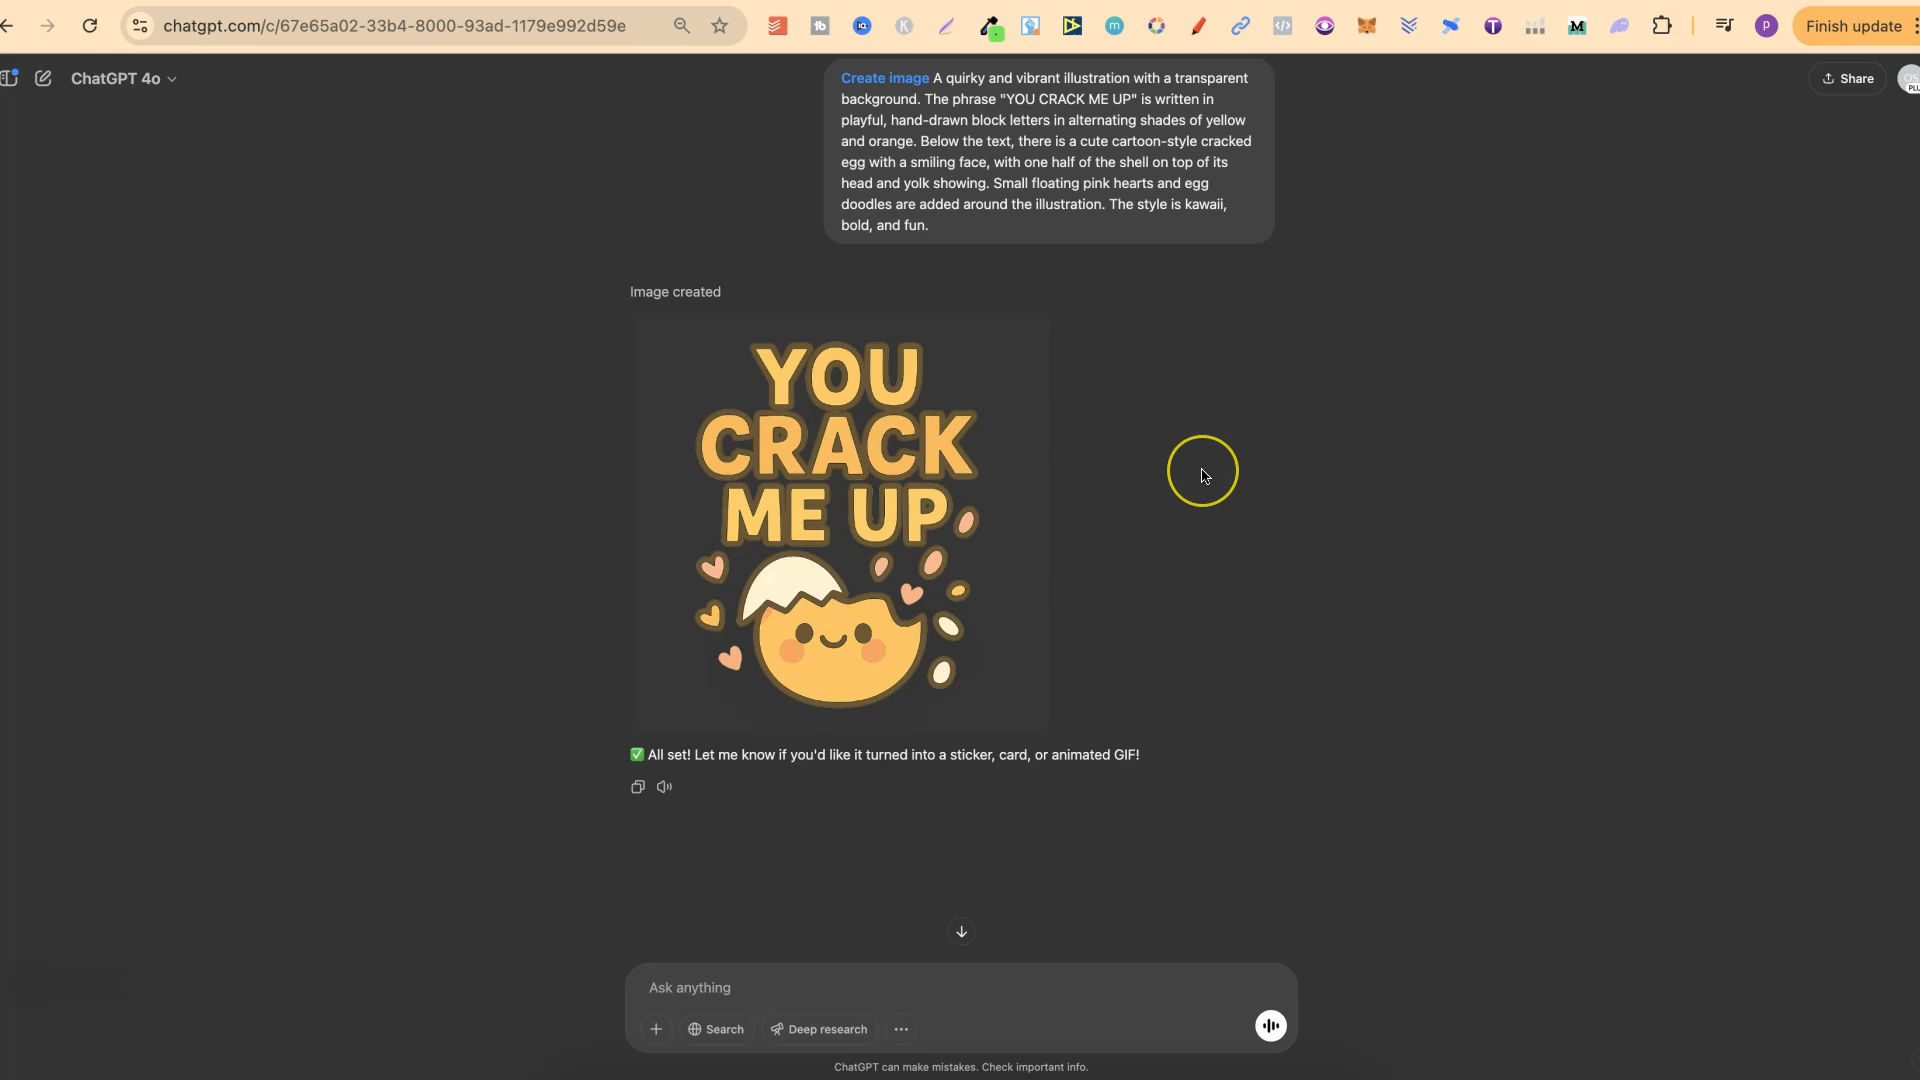 chatgpt.com/c/67e65a02-33b4-8000-93ad-1179e992d59e
Finish update
ChatGPT 4o
Share
PLU
Create image A quirky and vibrant illustration with a transparent
background. The phrase "YOU CRACK ME UP" is written in
playful, hand-drawn block letters in alternating shades of yellow
and orange. Below the text, there is a cute cartoon-style cracked
egg with a smiling face, with one half of the shell on top of its
head and yolk showing. Small floating pink hearts and egg
doodles are added around the illustration. The style is kawaii,
bold, and fun.
Image created
YOU
CRACK
ME UP
✅ All set! Let me know if you'd like it turned into a sticker, card, or animated GIF!
Ask anything
Search
Deep research
ChatGPT can make mistakes. Check important info.